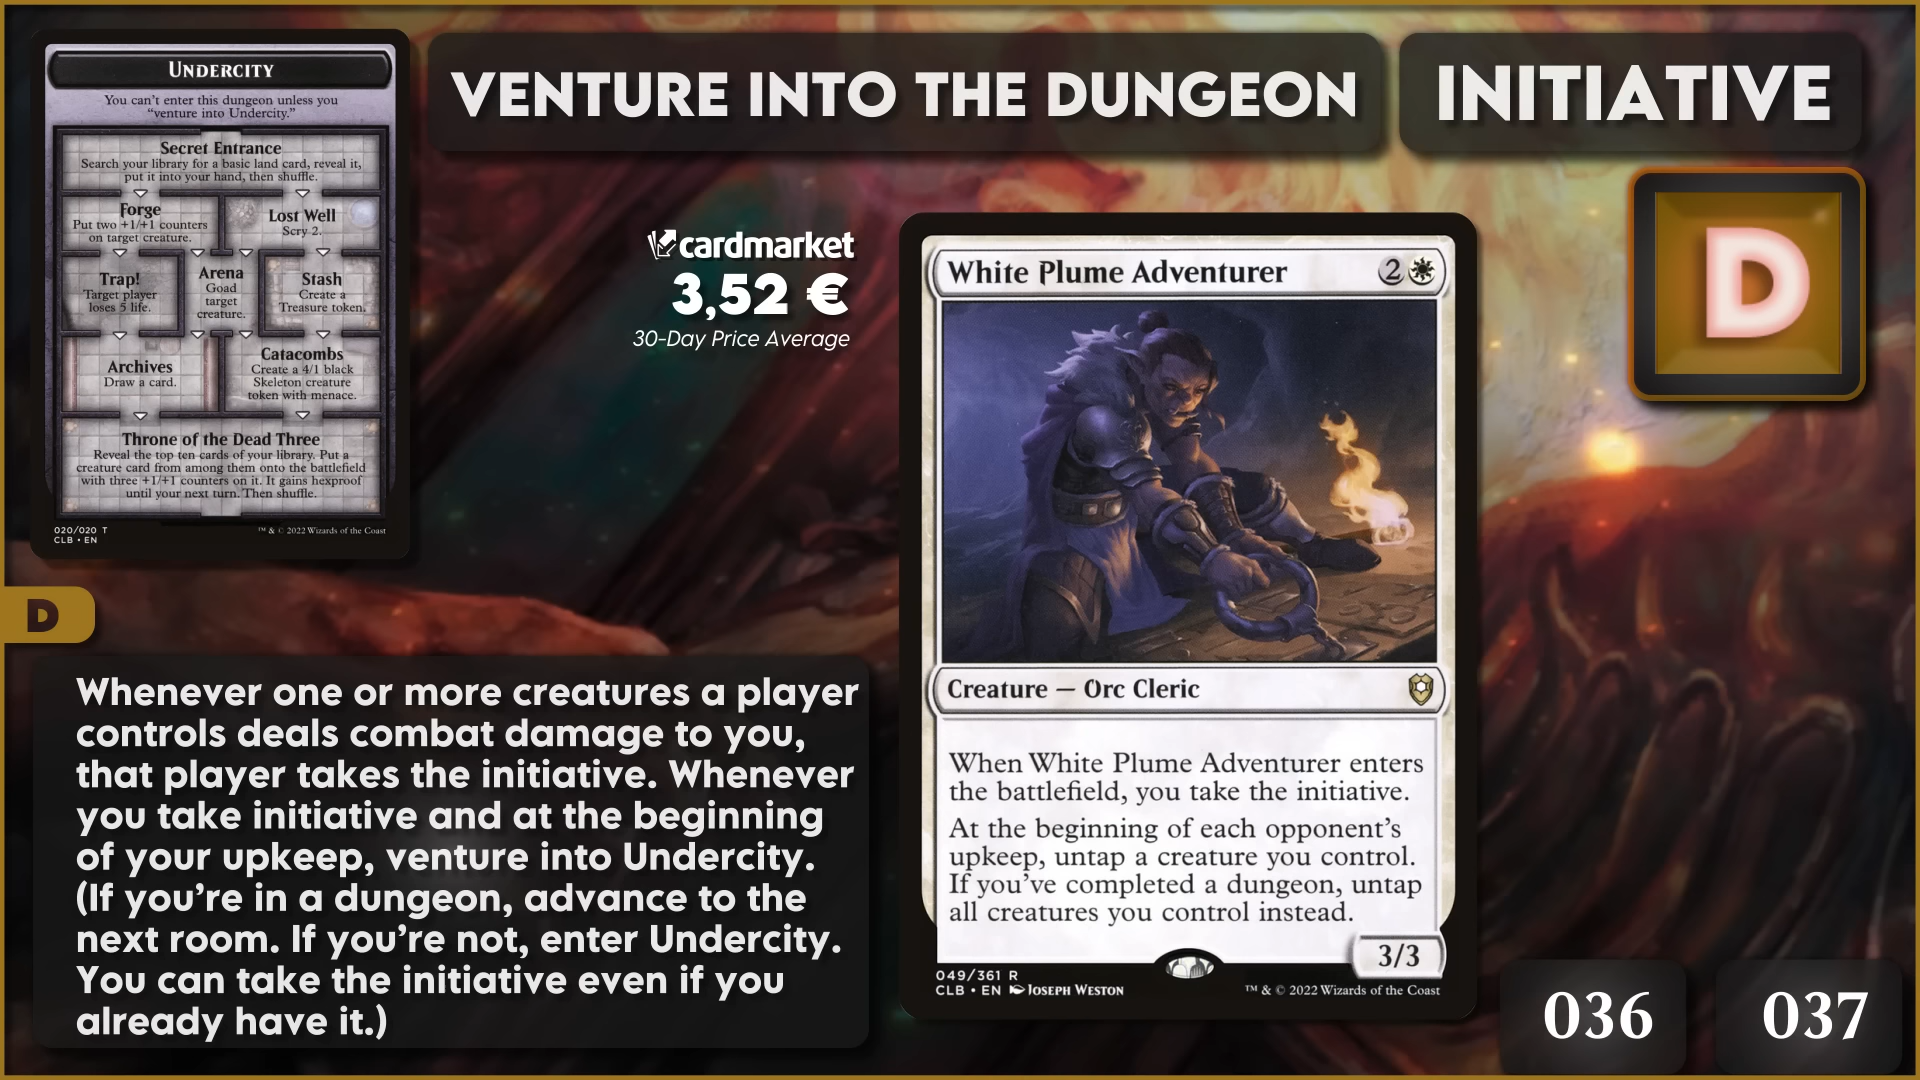 UNDERCITY
You can't enter this dungeon unless you
"venture into Undercity."
Secret Entrance
Search your library for a basic land card, reveal it,
put it into your hand, then shuffle.
Forge
Put two +1/+1 counters
on target creature.
Lost Well
Scry 2.
Trap!
Target player
loses 5 life.
Arena
Goad
target
creature.
Stash
Create a
Treasure token.
Archives
Draw a card.
Catacombs
Create a 4/1 black
Skeleton creature
token with menace.
Throne of the Dead Three
Reveal the top ten cards of your library. Put a
creature card from among them onto the battlefield
with three +1/+1 counters on it. It gains hexproof
until your next turn. Then shuffle.
020/020 T
CLB • EN
™ & © 2022 Wizards of the Coast
VENTURE INTO THE DUNGEON
INITIATIVE
D
cardmarket
3,52 €
30-Day Price Average
White Plume Adventurer 2
Creature — Orc Cleric
When White Plume Adventurer enters
the battlefield, you take the initiative.
At the beginning of each opponent's
upkeep, untap a creature you control.
If you've completed a dungeon, untap
all creatures you control instead.
3/3
049/361 R
CLB • EN JOSEPH WESTON
™ & © 2022 Wizards of the Coast
D
Whenever one or more creatures a player
controls deals combat damage to you,
that player takes the initiative. Whenever
you take initiative and at the beginning
of your upkeep, venture into Undercity.
(If you're in a dungeon, advance to the
next room. If you're not, enter Undercity.
You can take the initiative even if you
already have it.)
036
037